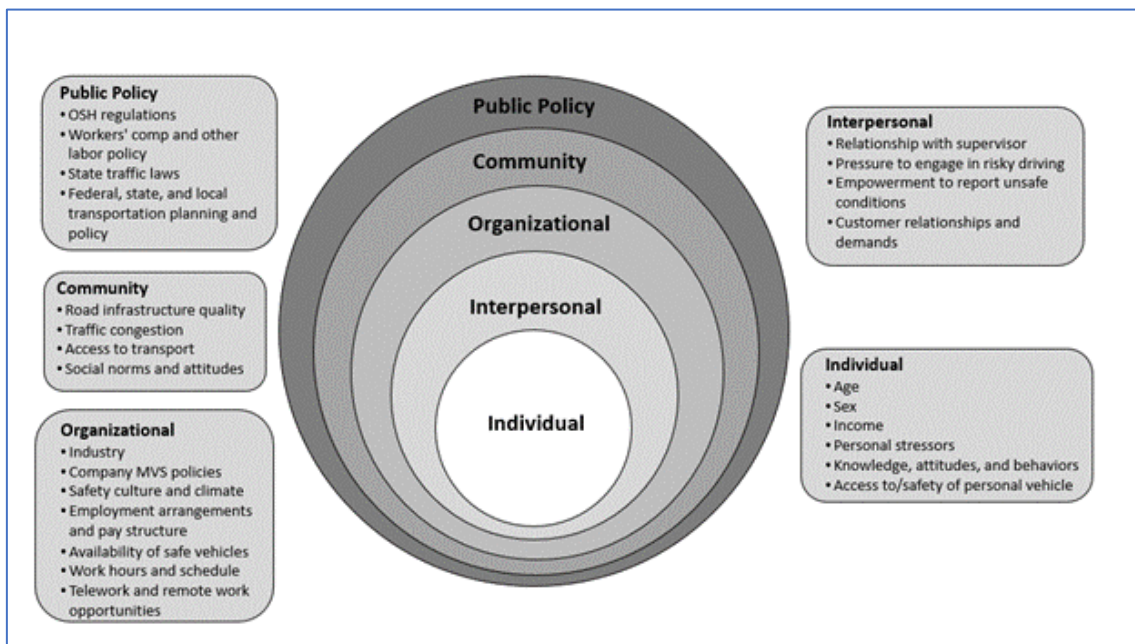 Public Policy
• OSH regulations
• Workers' comp and other
labor policy
• State traffic laws
• Federal, state, and local
transportation planning and
policy
Community
• Road infrastructure quality
• Traffic congestion
• Access to transport
• Social norms and attitudes
Organizational
• Industry
• Company MVS policies
• Safety culture and climate
• Employment arrangements
and pay structure
• Availability of safe vehicles
• Work hours and schedule
• Telework and remote work
opportunities
Public Policy
Community
Organizational
Interpersonal
Individual
Interpersonal
• Relationship with supervisor
• Pressure to engage in risky driving
• Empowerment to report unsafe
conditions
• Customer relationships and
demands
Individual
• Age
• Sex
• Income
• Personal stressors
• Knowledge, attitudes, and behaviors
• Access to/safety of personal vehicle